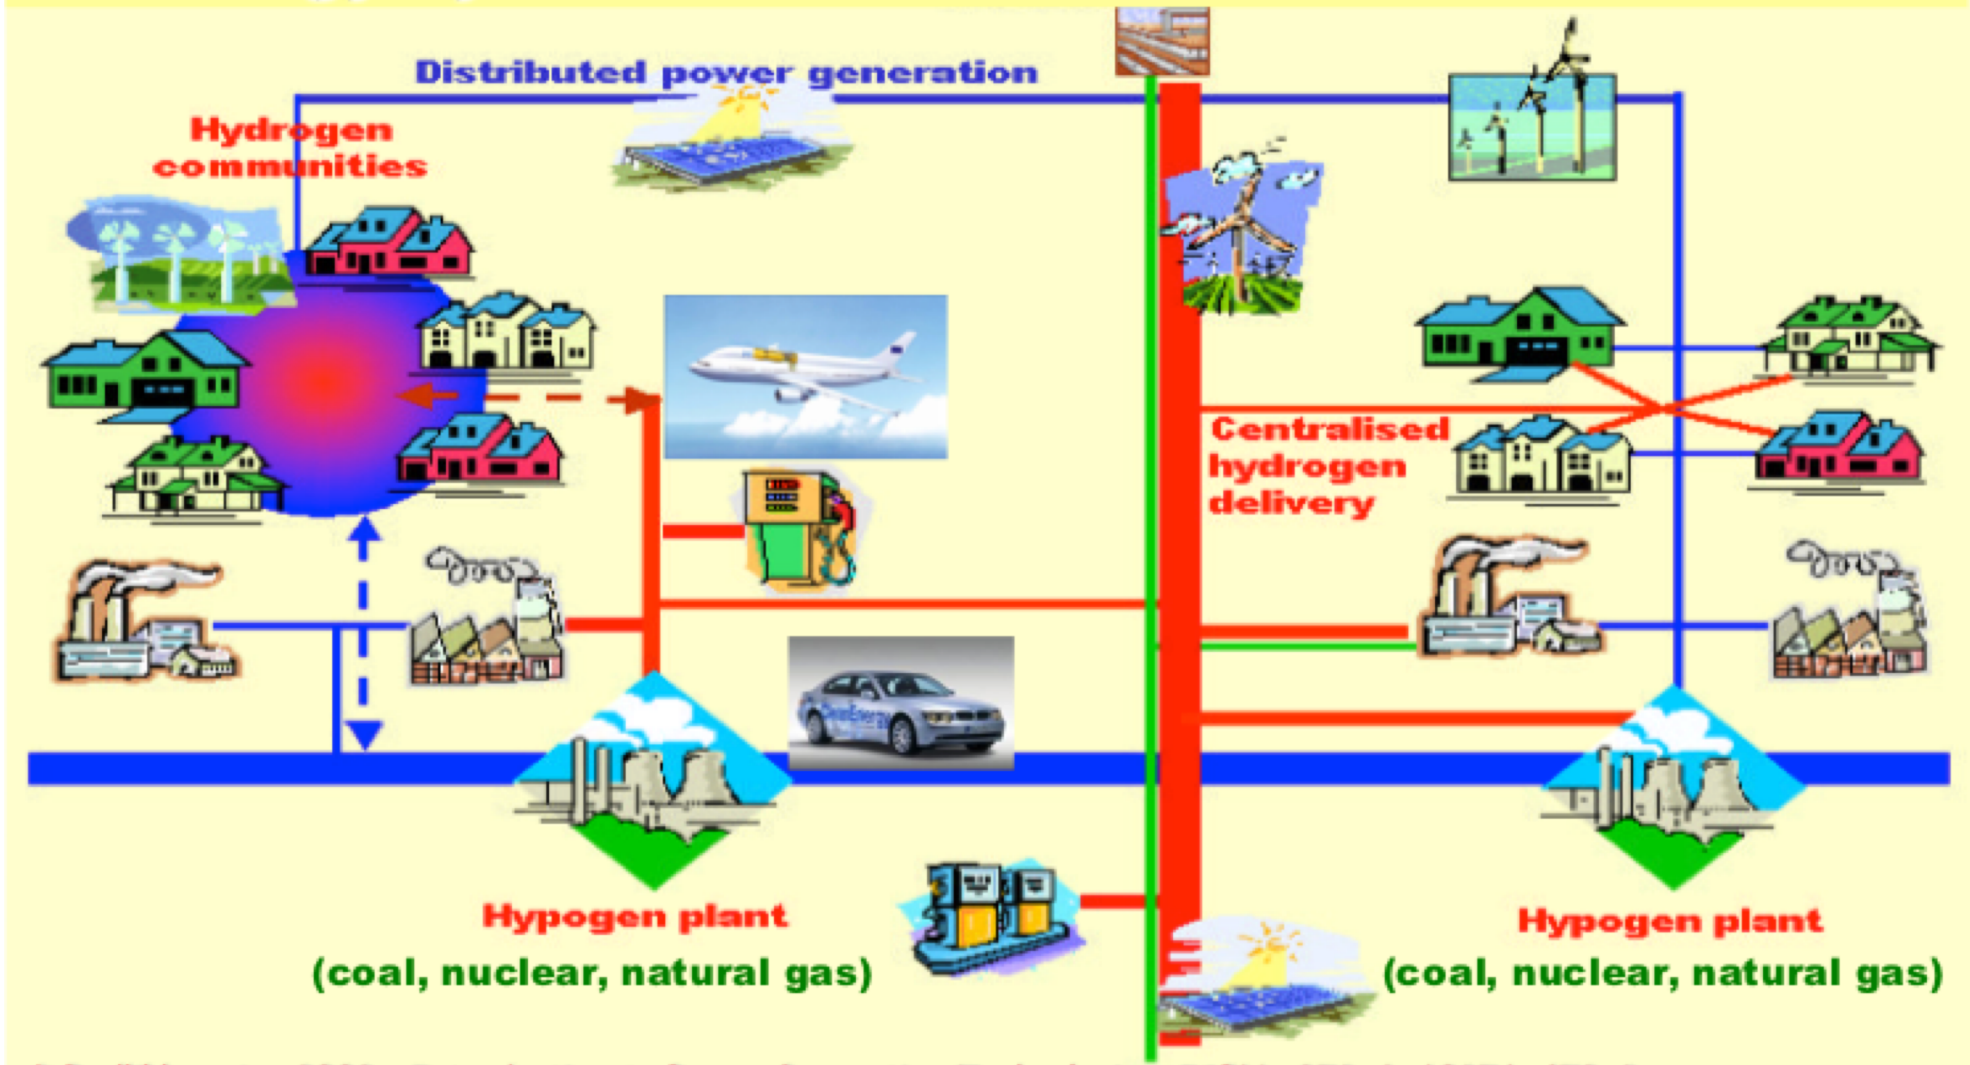 Distributed power generation
Hydrogen
communities
Centralised
hydrogen
delivery
CleanEnergy
Hypogen plant
(coal, nuclear, natural gas)
Hypogen plant
(coal, nuclear, natural gas)